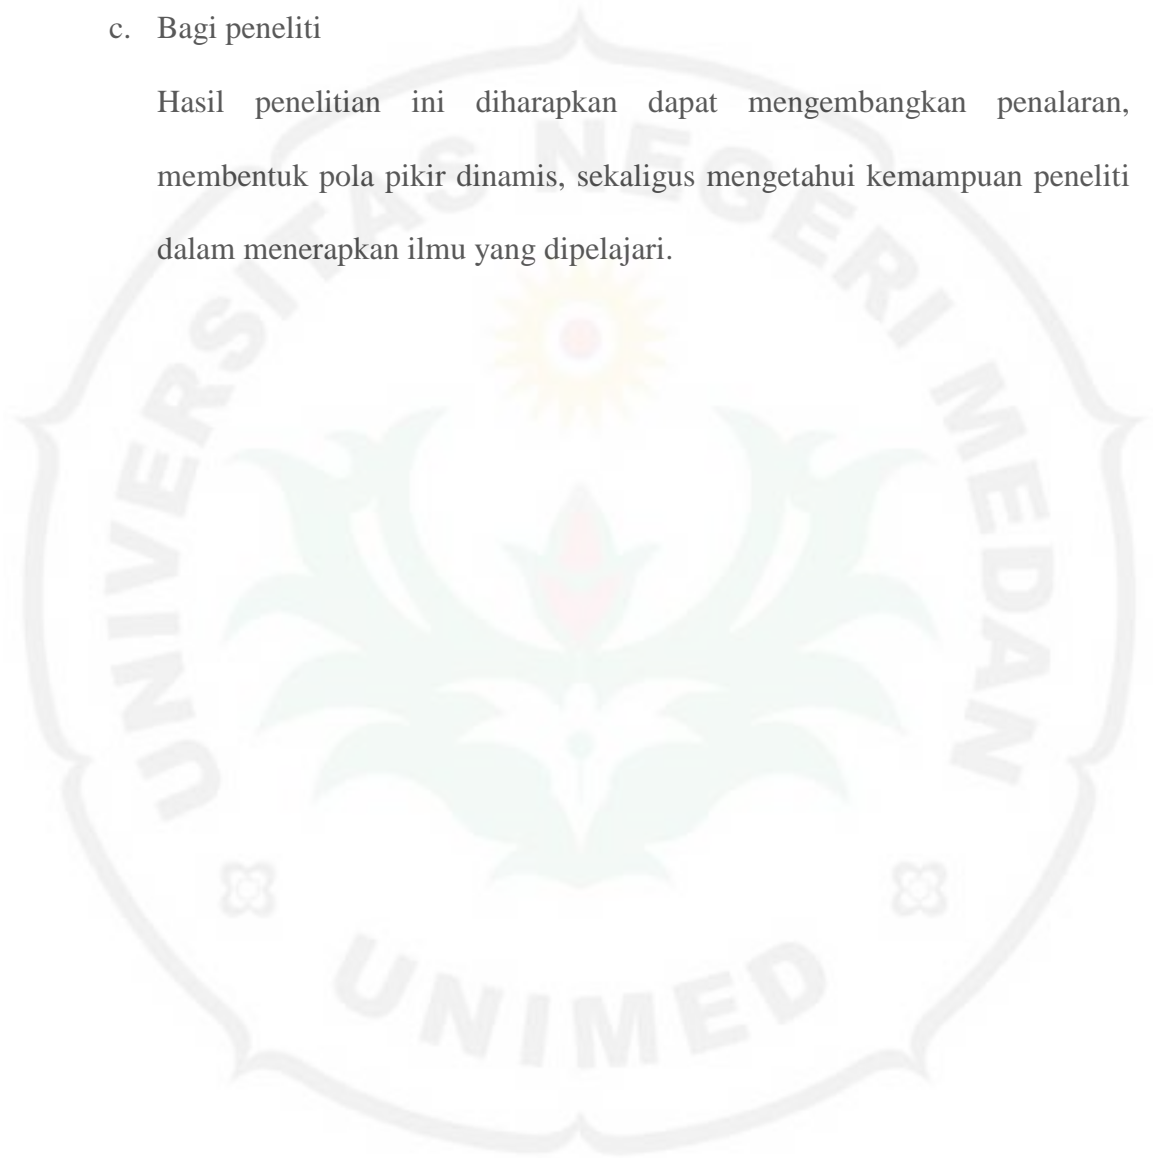 c. Bagi peneliti
Hasil penelitian ini diharapkan dapat mengembangkan penalaran,
membentuk pola pikir dinamis, sekaligus mengetahui kemampuan peneliti
dalam menerapkan ilmu yang dipelajari.
UNIVERSITAS NEGERI MEDAN
UNIMED